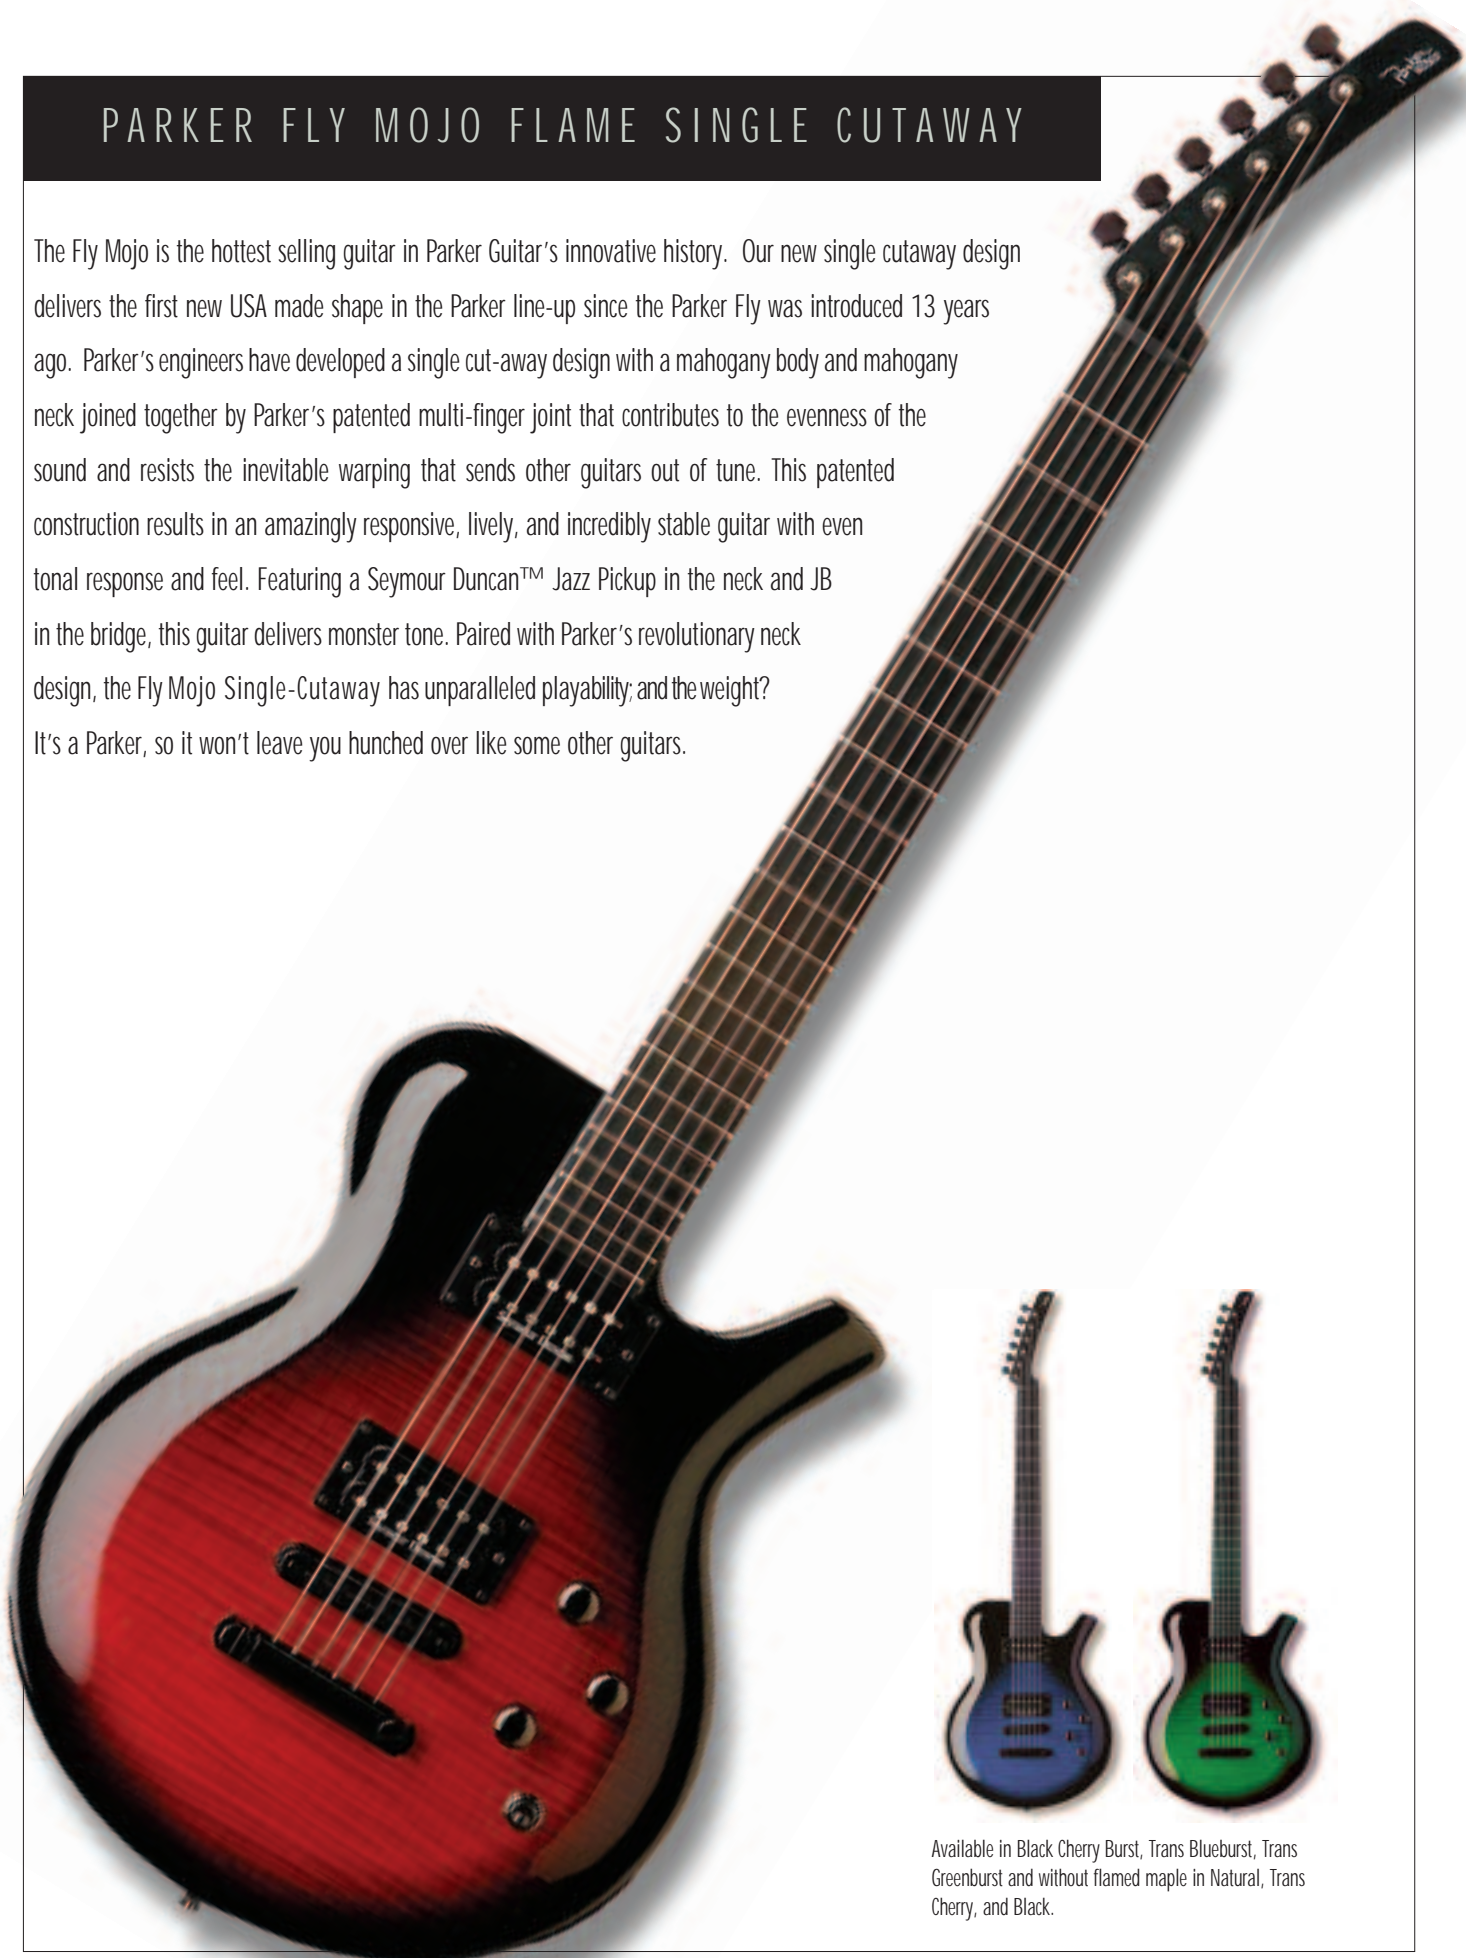 PARKER FLY MOJO FLAME SINGLE CUTAWAY
Parker
The Fly Mojo is the hottest selling guitar in Parker Guitar's innovative history. Our new single cutaway design
delivers the first new USA made shape in the Parker line-up since the Parker Fly was introduced 13 years
ago. Parker's engineers have developed a single cut-away design with a mahogany body and mahogany
neck joined together by Parker's patented multi-finger joint that contributes to the evenness of the
sound and resists the inevitable warping that sends other guitars out of tune. This patented
construction results in an amazingly responsive, lively, and incredibly stable guitar with even
tonal response and feel. Featuring a Seymour Duncan™ Jazz Pickup in the neck and JB
in the bridge, this guitar delivers monster tone. Paired with Parker's revolutionary neck
design, the Fly Mojo Single-Cutaway has unparalleled playability; and the weight?
It's a Parker, so it won't leave you hunched over like some other guitars.
Seymour Duncan
Seymour Duncan
Available in Black Cherry Burst, Trans Blueburst, Trans
Greenburst and without flamed maple in Natural, Trans
Cherry, and Black.